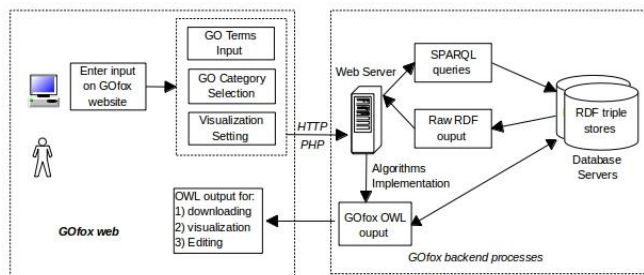 Enter input
on GOfox
website
GO Terms
Input
GO Category
Selection
Visualization
Setting
HTTP
PHP
Web Server
SPARQL
queries
Raw RDF
ouput
RDF triple
stores
Database
Servers
Algorithms
Implementation
GOfox OWL
ouput
OWL output for:
1) downloading
2) visualization
3) Editing
GOfox web
GOfox backend processes